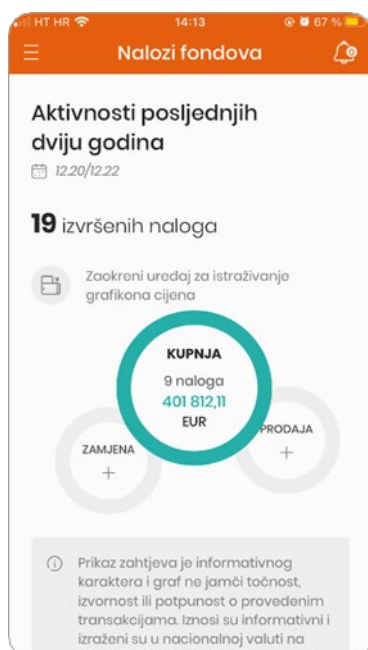 HT HR 14:13 67 %
Nalozi fondova
Aktivnosti posljednjih
dviju godina
12.20/12.22
19 izvršenih naloga
Zaokreni uređaj za istraživanje
grafikona cijena
KUPNJA
9 naloga
401 812,11
EUR
ZAMJENA
+
PRODAJA
+
Prikaz zahtjeva je informativnog
karaktera i graf ne jamči točnost,
izvornost ili potpunost o provedenim
transakcijama. Iznosi su informativni i
izraženi su u nacionalnoj valuti na